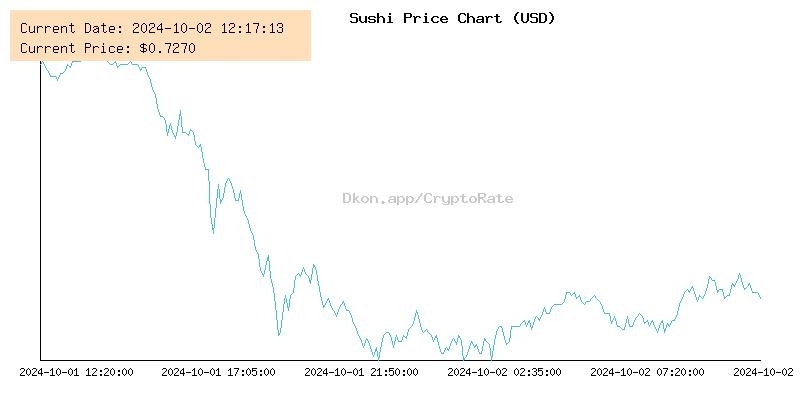 Sushi Price Chart (USD)
Current Date: 2024-10-02 12:17:13
Current Price: $0.7270
Dkon.app/CryptoRate
2024-10-01 12:20:00 2024-10-01 17:05:00 2024-10-01 21:50:00 2024-10-02 02:35:00 2024-10-02 07:20:00 2024-10-02